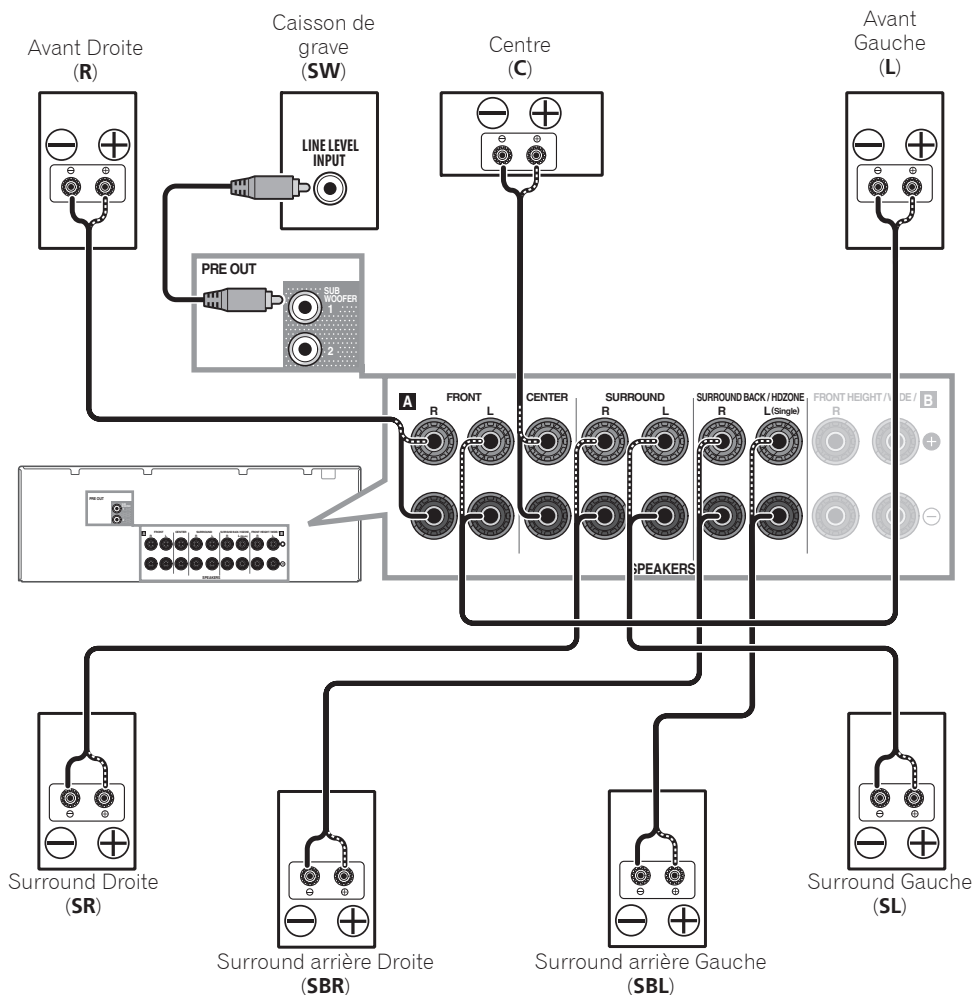 Avant Droite
(R)
Caisson de
grave
(SW)
Centre
(C)
Avant
Gauche
(L)
LINE LEVEL
INPUT
PRE OUT
SUB
WOOFER
1
2
A
FRONT
R L
CENTER
SURROUND
R L
SURROUND BACK / HDZONE
R L (Single)
FRONT HEIGHT / WIDE / B
R
SPEAKERS
PRE OUT
SPEAKERS
Surround Droite
(SR)
Surround arrière Droite
(SBR)
Surround arrière Gauche
(SBL)
Surround Gauche
(SL)